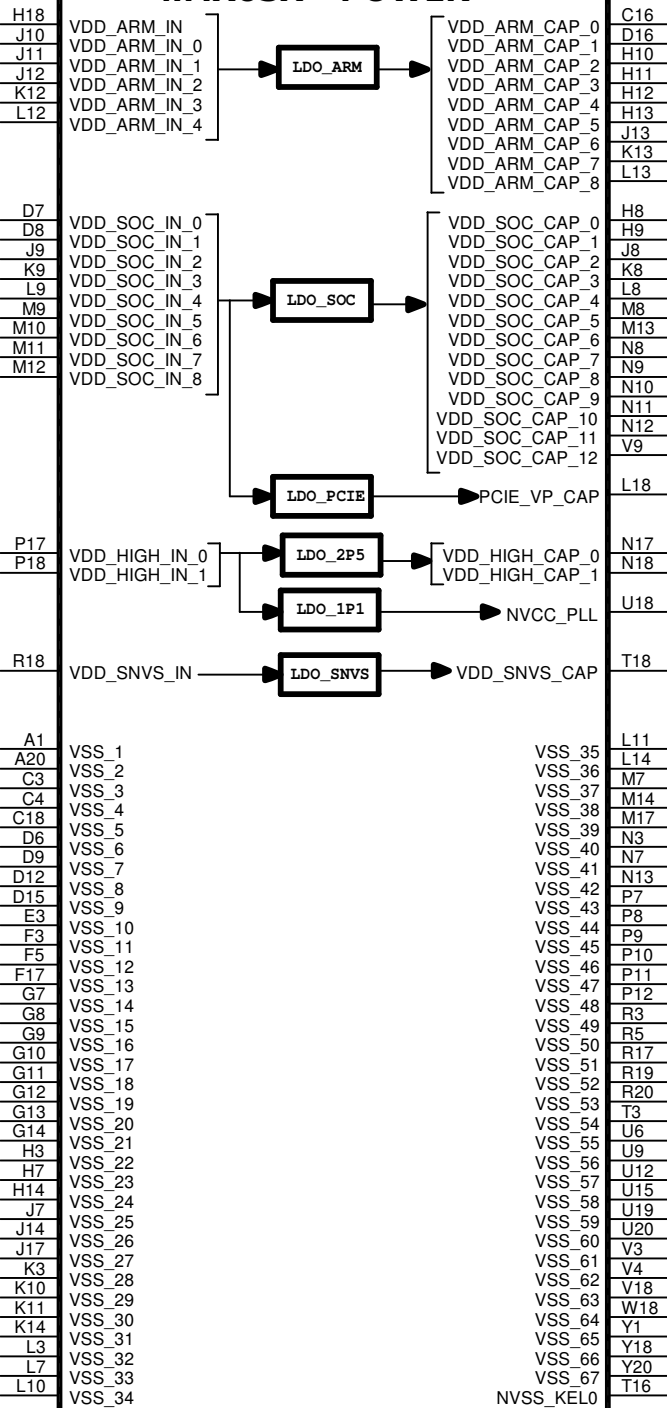 POWER
H18 VDD_ARM_IN VDD_ARM_CAP_0 C16
J10 VDD_ARM_IN_0 VDD_ARM_CAP_1 D16
J11 VDD_ARM_IN_1 LDO_ARM VDD_ARM_CAP_2 H10
J12 VDD_ARM_IN_2 VDD_ARM_CAP_3 H11
K12 VDD_ARM_IN_3 VDD_ARM_CAP_4 H12
L12 VDD_ARM_IN_4 VDD_ARM_CAP_5 H13
VDD_ARM_CAP_6 J13
VDD_ARM_CAP_7 K13
VDD_ARM_CAP_8 L13
D7 VDD_SOC_IN_0 VDD_SOC_CAP_0 H8
D8 VDD_SOC_IN_1 VDD_SOC_CAP_1 H9
J9 VDD_SOC_IN_2 VDD_SOC_CAP_2 J8
K9 VDD_SOC_IN_3 VDD_SOC_CAP_3 K8
L9 VDD_SOC_IN_4 LDO_SOC VDD_SOC_CAP_4 L8
M9 VDD_SOC_IN_5 VDD_SOC_CAP_5 M8
M10 VDD_SOC_IN_6 VDD_SOC_CAP_6 M13
M11 VDD_SOC_IN_7 VDD_SOC_CAP_7 N8
M12 VDD_SOC_IN_8 VDD_SOC_CAP_8 N9
VDD_SOC_CAP_9 N10
VDD_SOC_CAP_10 N11
VDD_SOC_CAP_11 N12
VDD_SOC_CAP_12 V9
LDO_PCIE PCIE_VP_CAP L18
P17 VDD_HIGH_IN_0 LDO_2P5 VDD_HIGH_CAP_0 N17
P18 VDD_HIGH_IN_1 VDD_HIGH_CAP_1 N18
LDO_1P1 NVCC_PLL U18
R18 VDD_SNVS_IN LDO_SNVS VDD_SNVS_CAP T18
A1 VSS_1 VSS_35 L11
A20 VSS_2 VSS_36 L14
C3 VSS_3 VSS_37 M7
C4 VSS_4 VSS_38 M14
C18 VSS_5 VSS_39 M17
D6 VSS_6 VSS_40 N3
D9 VSS_7 VSS_41 N7
D12 VSS_8 VSS_42 N13
D15 VSS_9 VSS_43 P7
E3 VSS_10 VSS_44 P8
F3 VSS_11 VSS_45 P9
F5 VSS_12 VSS_46 P10
F17 VSS_13 VSS_47 P11
G7 VSS_14 VSS_48 P12
G8 VSS_15 VSS_49 R3
G9 VSS_16 VSS_50 R5
G10 VSS_17 VSS_51 R17
G11 VSS_18 VSS_52 R19
G12 VSS_19 VSS_53 R20
G13 VSS_20 VSS_54 T3
G14 VSS_21 VSS_55 U6
H3 VSS_22 VSS_56 U9
H7 VSS_23 VSS_57 U12
H14 VSS_24 VSS_58 U15
J7 VSS_25 VSS_59 U19
J14 VSS_26 VSS_60 U20
J17 VSS_27 VSS_61 V3
K3 VSS_28 VSS_62 V4
K10 VSS_29 VSS_63 V18
K11 VSS_30 VSS_64 W18
K14 VSS_31 VSS_65 Y1
L3 VSS_32 VSS_66 Y18
L7 VSS_33 VSS_67 Y20
L10 VSS_34 NVSS_KEL0 T16